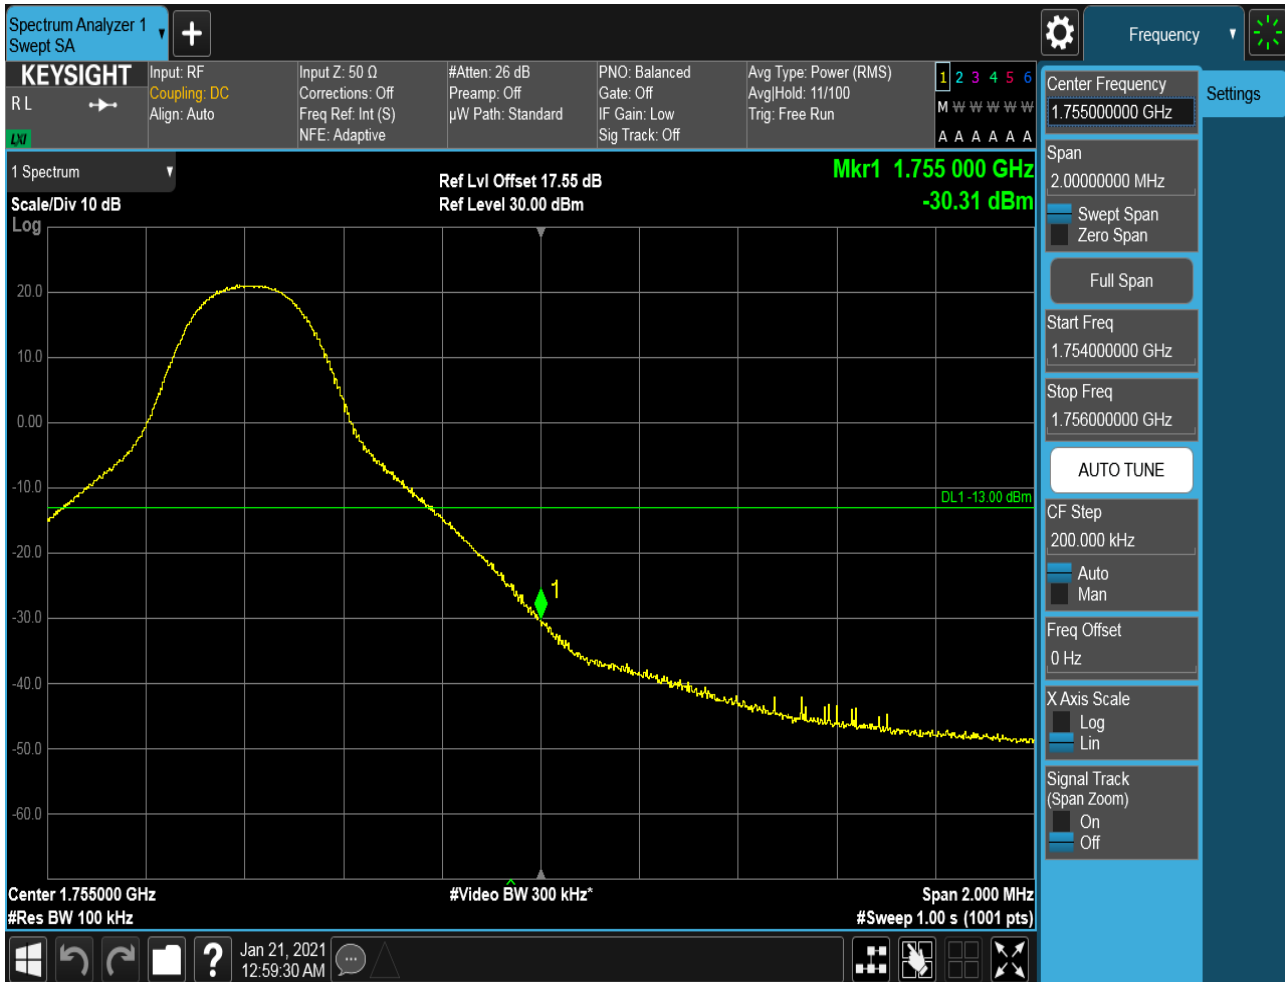 Spectrum Analyzer 1
Swept SA
Frequency
KEYSIGHT
R L
LXI
Input: RF
Coupling: DC
Align: Auto
Input Z: 50 Ω
Corrections: Off
Freq Ref: Int (S)
NFE: Adaptive
#Atten: 26 dB
Preamp: Off
µW Path: Standard
PNO: Balanced
Gate: Off
IF Gain: Low
Sig Track: Off
Avg Type: Power (RMS)
Avg|Hold: 11/100
Trig: Free Run
1 2 3 4 5 6
M W W W W W
A A A A A A
1 Spectrum
Scale/Div 10 dB
Log
Ref Lvl Offset 17.55 dB
Ref Level 30.00 dBm
Mkr1 1.755 000 GHz
-30.31 dBm
20.0
10.0
0.00
-10.0
DL1 -13.00 dBm
-20.0
1
-30.0
-40.0
-50.0
-60.0
Center 1.755000 GHz
#Video BW 300 kHz*
Span 2.000 MHz
#Res BW 100 kHz
#Sweep 1.00 s (1001 pts)
Jan 21, 2021
12:59:30 AM
Center Frequency
1.755000000 GHz
Settings
Span
2.00000000 MHz
Swept Span
Zero Span
Full Span
Start Freq
1.754000000 GHz
Stop Freq
1.756000000 GHz
AUTO TUNE
CF Step
200.000 kHz
Auto
Man
Freq Offset
0 Hz
X Axis Scale
Log
Lin
Signal Track
(Span Zoom)
On
Off